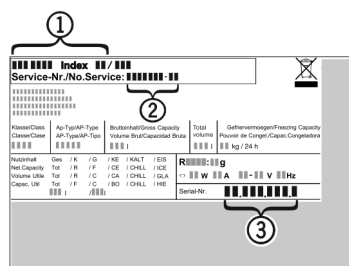 1
Index /
Service-Nr./No.Service: -
2
Klasse/Class Ap-Typ/AP-Type Bruttoinhalt/Gross Capacity Total Gefriervermoegen/Freezing Capacity
Classe/Clase AP-Type/AP-Tipo Volume Brut/Capacidad Bruta volume Pouvoir de Congel./Capac.Congeladora
l l kg / 24 h
Nutzinhalt Ges / K / G / KE / KALT / EIS
Net.Capacity Tot / R / F / CE / CHILL / ICE
Volume Utile Tot / R / C / CA / CHILL / GLA
Capac. Util Tot / F / C / BO / CHILL / HIE
l / l
R : g
W A - V Hz
Serial-Nr. . . .
3